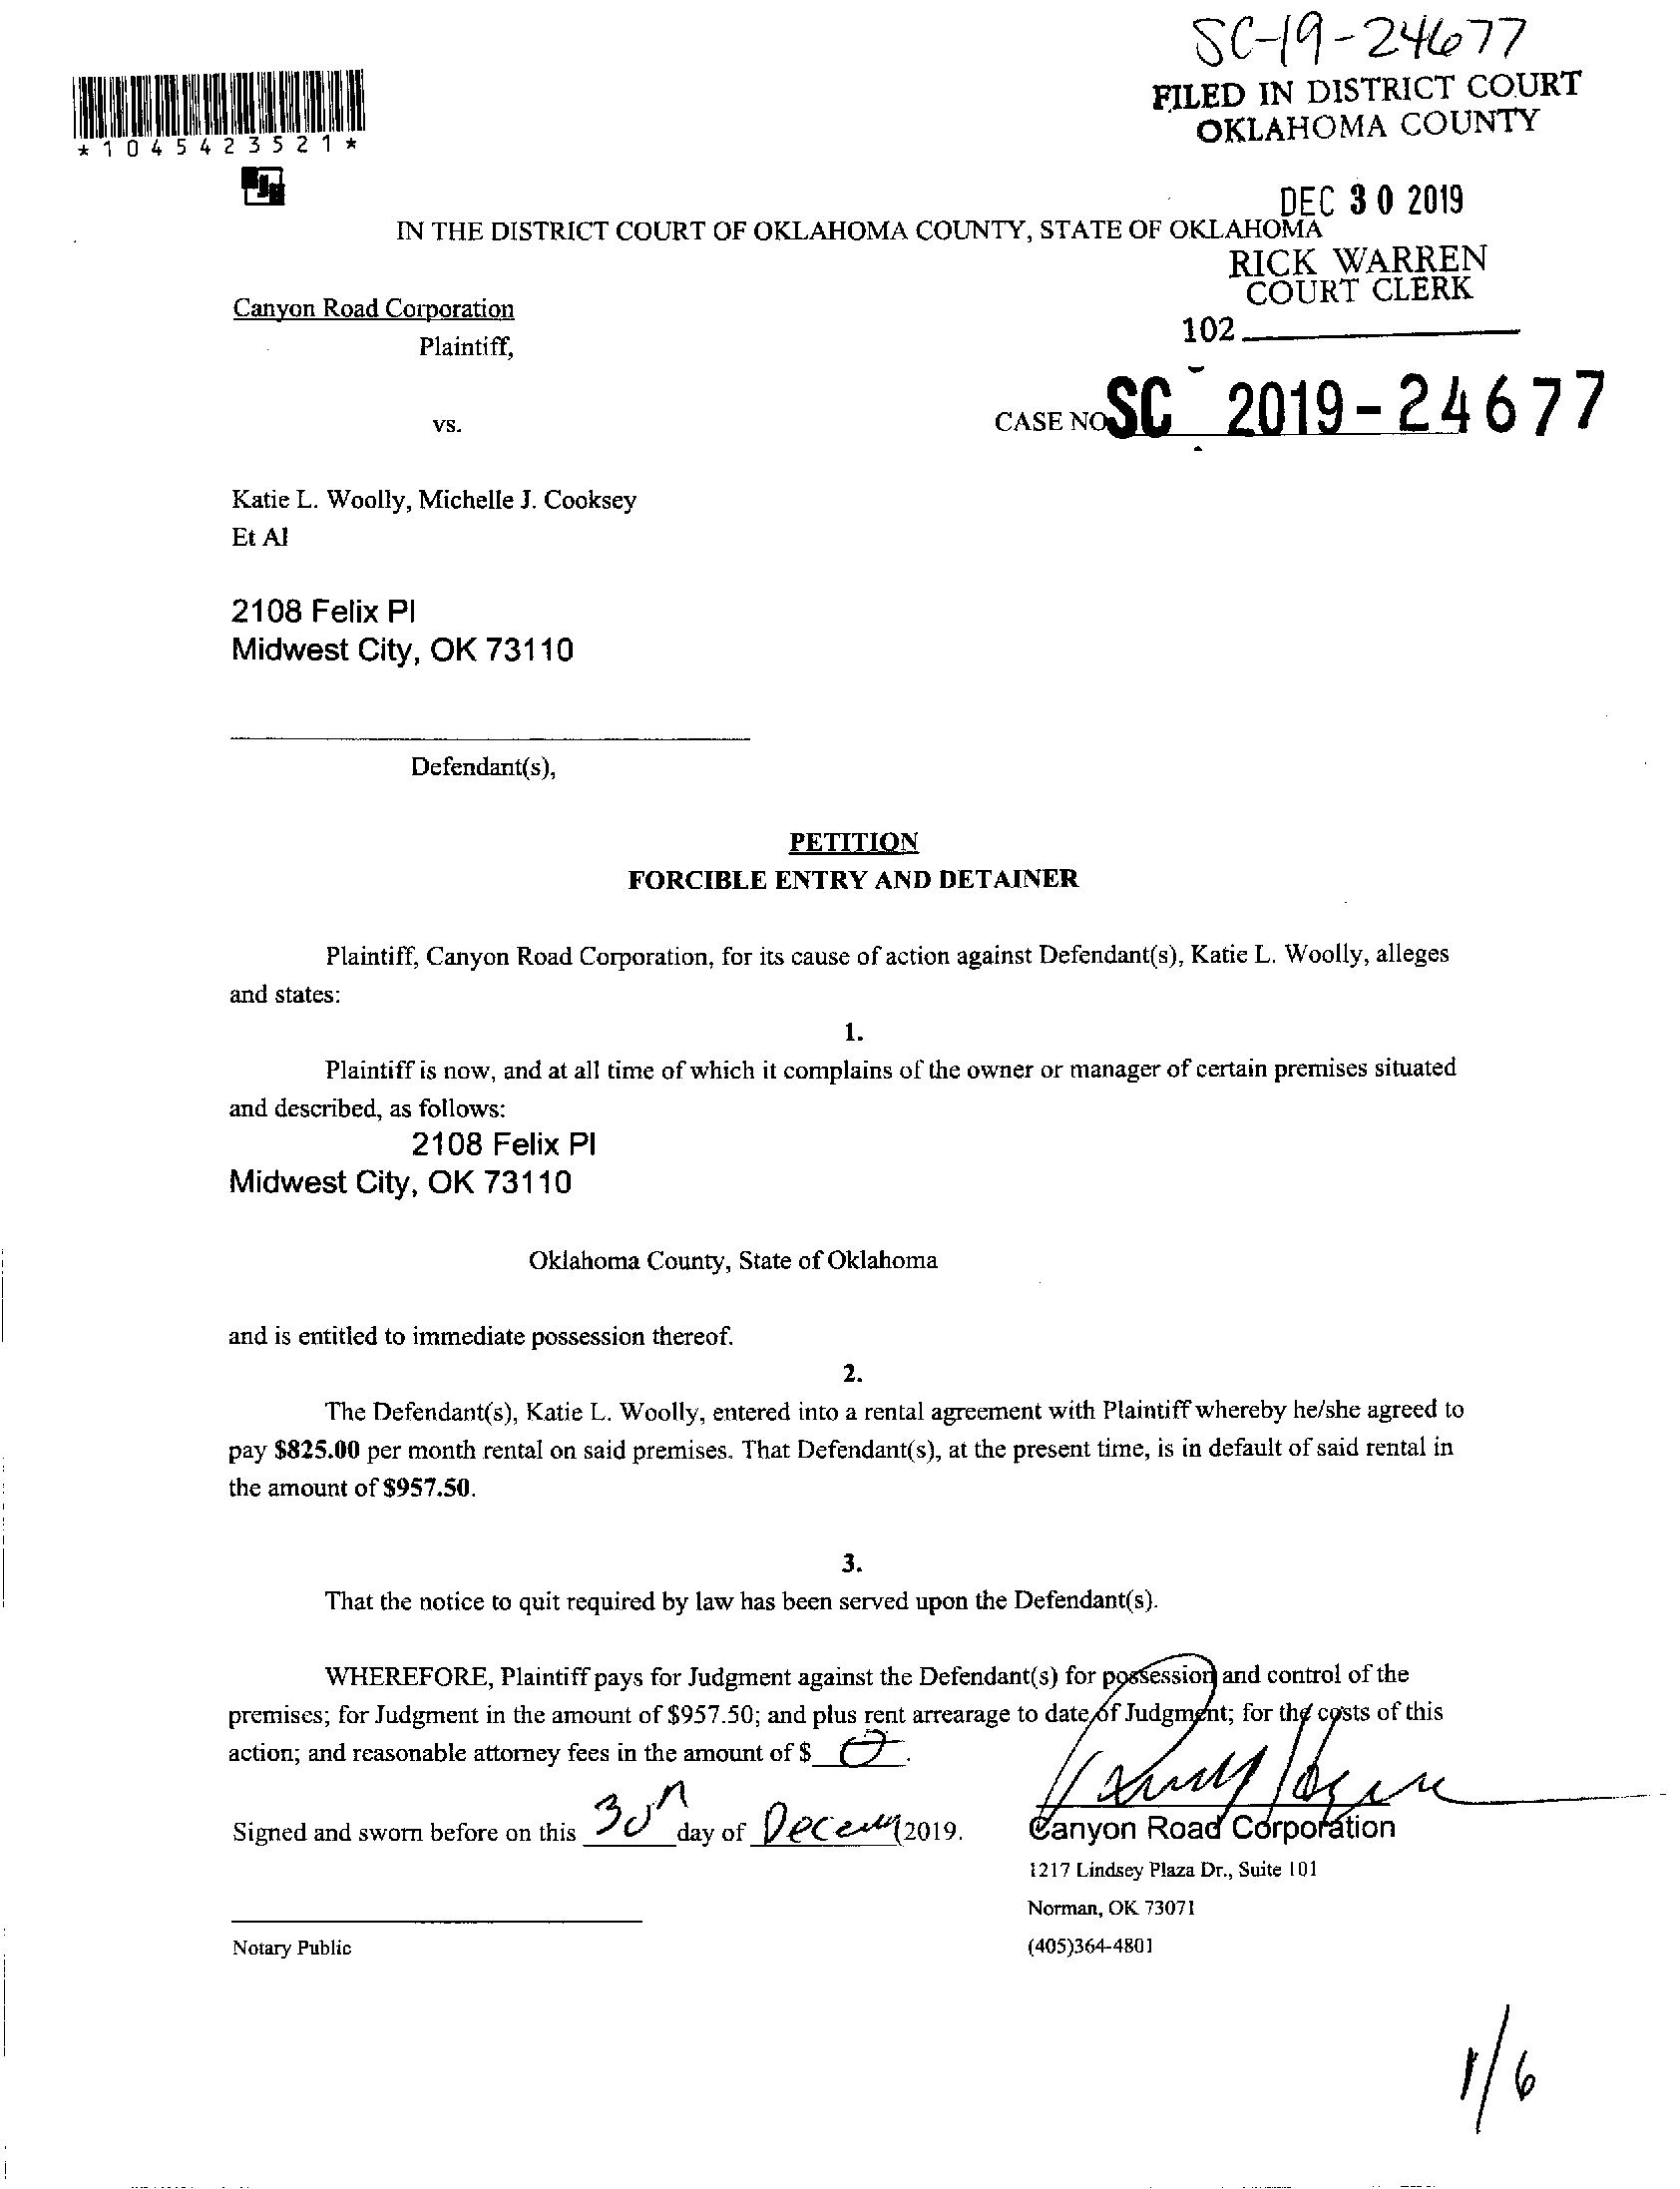 SC-19-24677
FILED IN DISTRICT COURT
OKLAHOMA COUNTY
*1045423521*
DEC 30 2019
IN THE DISTRICT COURT OF OKLAHOMA COUNTY, STATE OF OKLAHOMA
RICK WARREN
COURT CLERK
102
Canyon Road Corporation
Plaintiff,
vs.
CASE NO SC - 2019-24677
Katie L. Woolly, Michelle J. Cooksey
Et Al
2108 Felix Pl
Midwest City, OK 73110
Defendant(s),
PETITION
FORCIBLE ENTRY AND DETAINER
Plaintiff, Canyon Road Corporation, for its cause of action against Defendant(s), Katie L. Woolly, alleges
and states:
1.
Plaintiff is now, and at all time of which it complains of the owner or manager of certain premises situated
and described, as follows:
2108 Felix Pl
Midwest City, OK 73110
Oklahoma County, State of Oklahoma
and is entitled to immediate possession thereof.
2.
The Defendant(s), Katie L. Woolly, entered into a rental agreement with Plaintiff whereby he/she agreed to
pay $825.00 per month rental on said premises. That Defendant(s), at the present time, is in default of said rental in
the amount of $957.50.
3.
That the notice to quit required by law has been served upon the Defendant(s).
WHEREFORE, Plaintiff pays for Judgment against the Defendant(s) for possession and control of the
premises; for Judgment in the amount of $957.50; and plus rent arrearage to date of Judgment; for the costs of this
action; and reasonable attorney fees in the amount of $ 0.
Signed and sworn before on this 30th day of December 2019.
Canyon Road Corporation
1217 Lindsey Plaza Dr., Suite 101
Norman, OK 73071
Notary Public
(405)364-4801
1/6